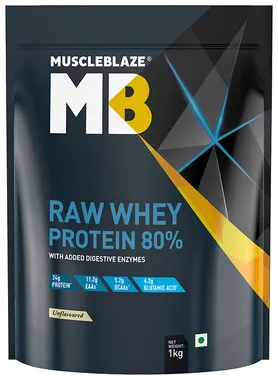 MUSCLEBLAZE®
MB
RAW WHEY
PROTEIN 80%
WITH ADDED DIGESTIVE ENZYMES
24g 11.2g 5.2g 4.2g
PROTEIN* EAAs* BCAAs* GLUTAMIC ACID*
Unflavoured
NET
WEIGHT:
1kg